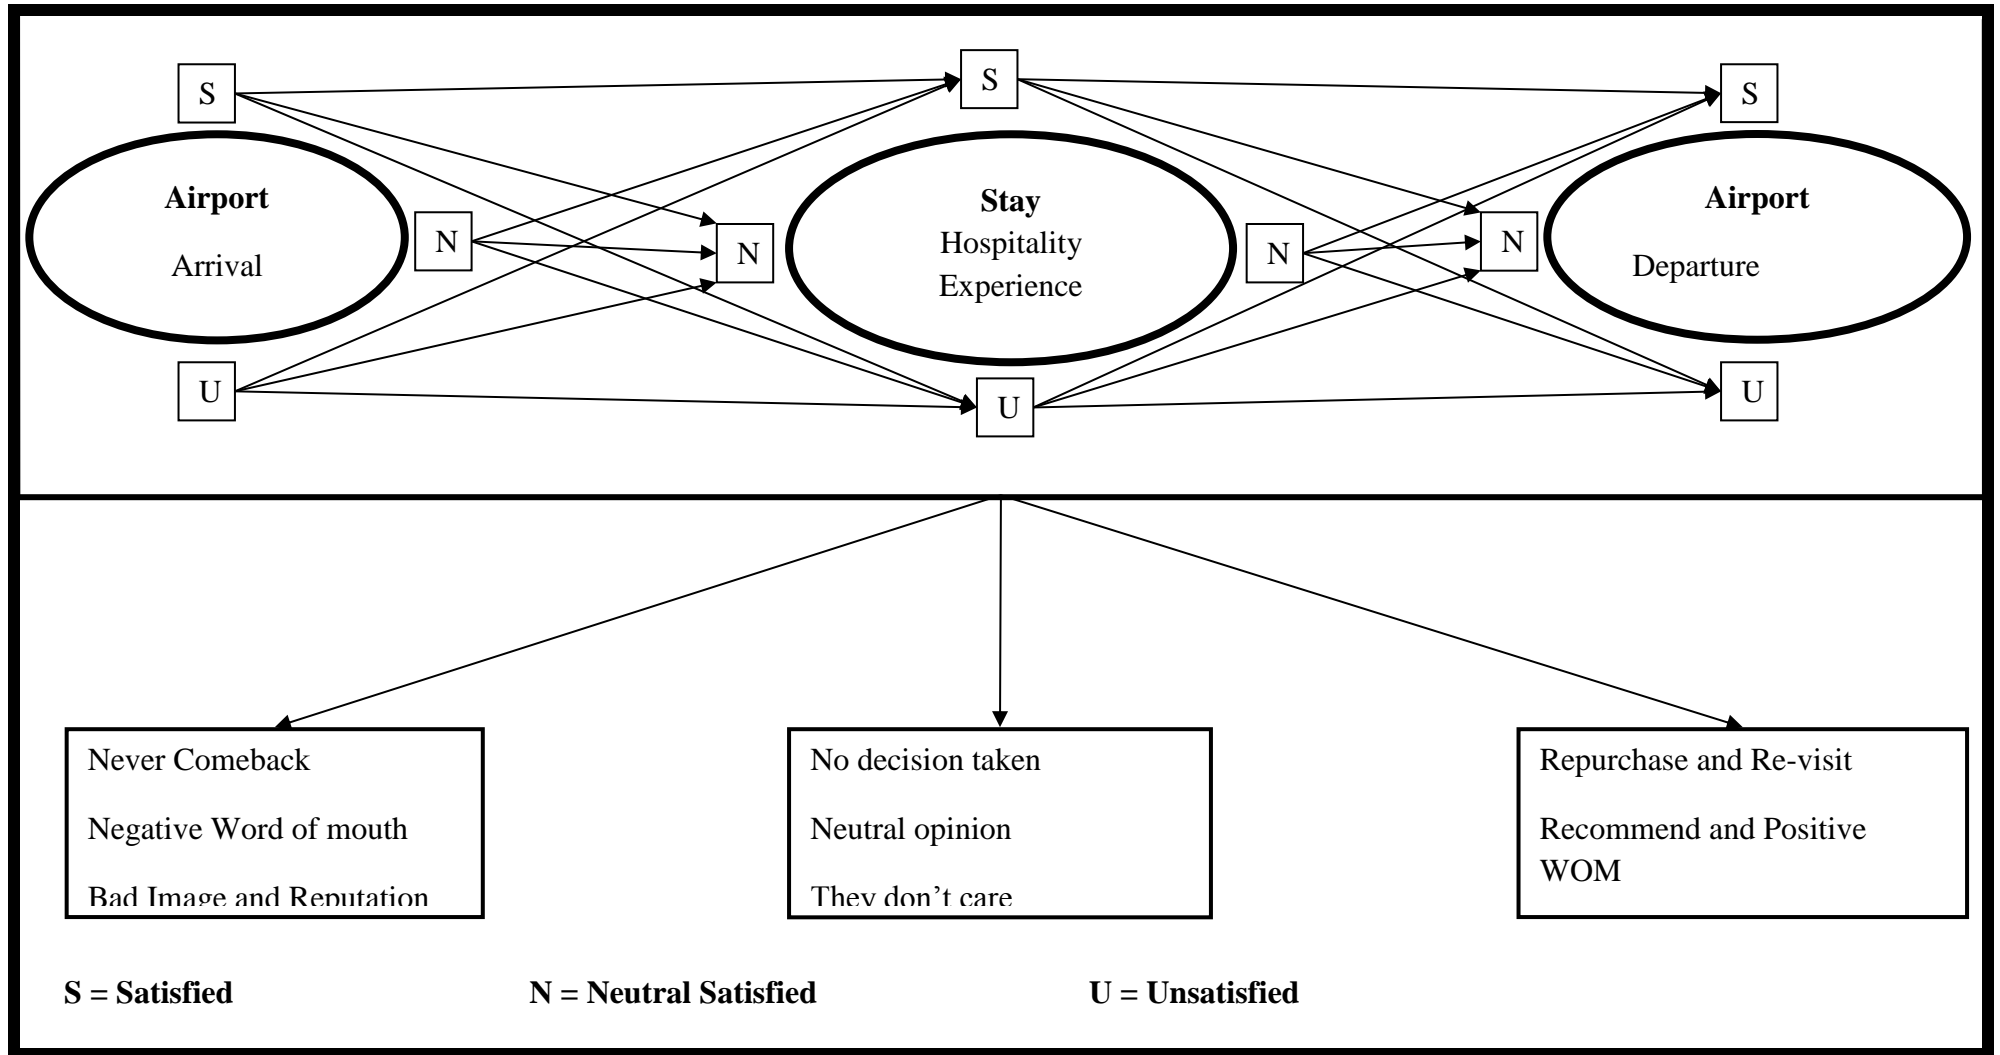 S
S
S
Airport
Arrival
N
N
Stay
Hospitality
Experience
N
N
Airport
Departure
U
U
U
Never Comeback
Negative Word of mouth
Bad Image and Reputation
No decision taken
Neutral opinion
They don’t care
Repurchase and Re-visit
Recommend and Positive
WOM
S = Satisfied
N = Neutral Satisfied
U = Unsatisfied